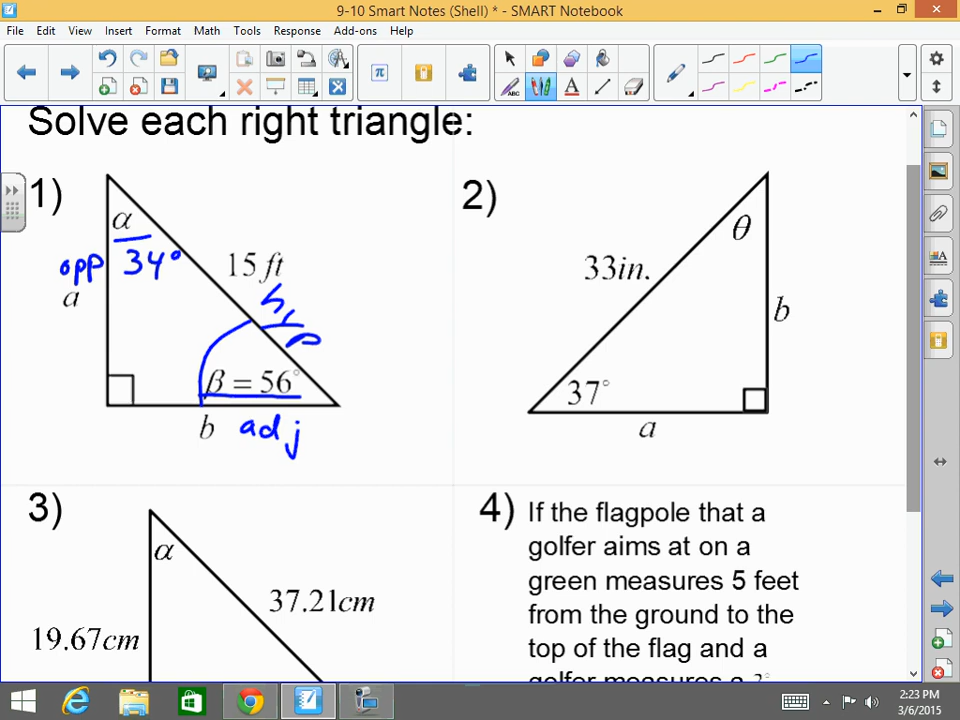 9-10 Smart Notes (Shell) * - SMART Notebook
File Edit View Insert Format Math Tools Response Add-ons Help
Solve each right triangle:
1)
α
34°
opp
a
15 ft
hyp
β = 56°
b adj
2)
θ
33in.
b
37°
a
3)
α
37.21cm
19.67cm
4) If the flagpole that a
golfer aims at on a
green measures 5 feet
from the ground to the
top of the flag and a
golfer measures a 3°
2:23 PM
3/6/2015